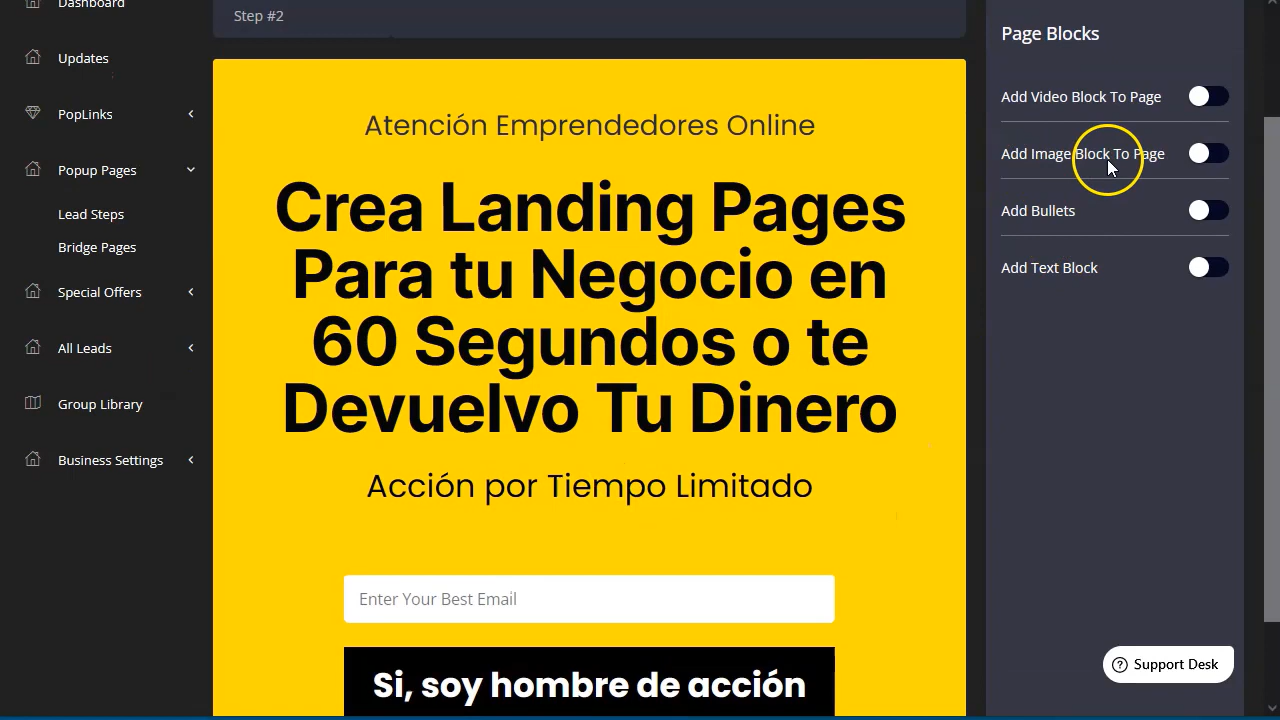 Dashboard
Updates
PopLinks
Popup Pages
Lead Steps
Bridge Pages
Special Offers
All Leads
Group Library
Business Settings
Step #2
Atención Emprendedores Online
Crea Landing Pages
Para tu Negocio en
60 Segundos o te
Devuelvo Tu Dinero
Acción por Tiempo Limitado
Enter Your Best Email
Si, soy hombre de acción
Page Blocks
Add Video Block To Page
Add Image Block To Page
Add Bullets
Add Text Block
Support Desk